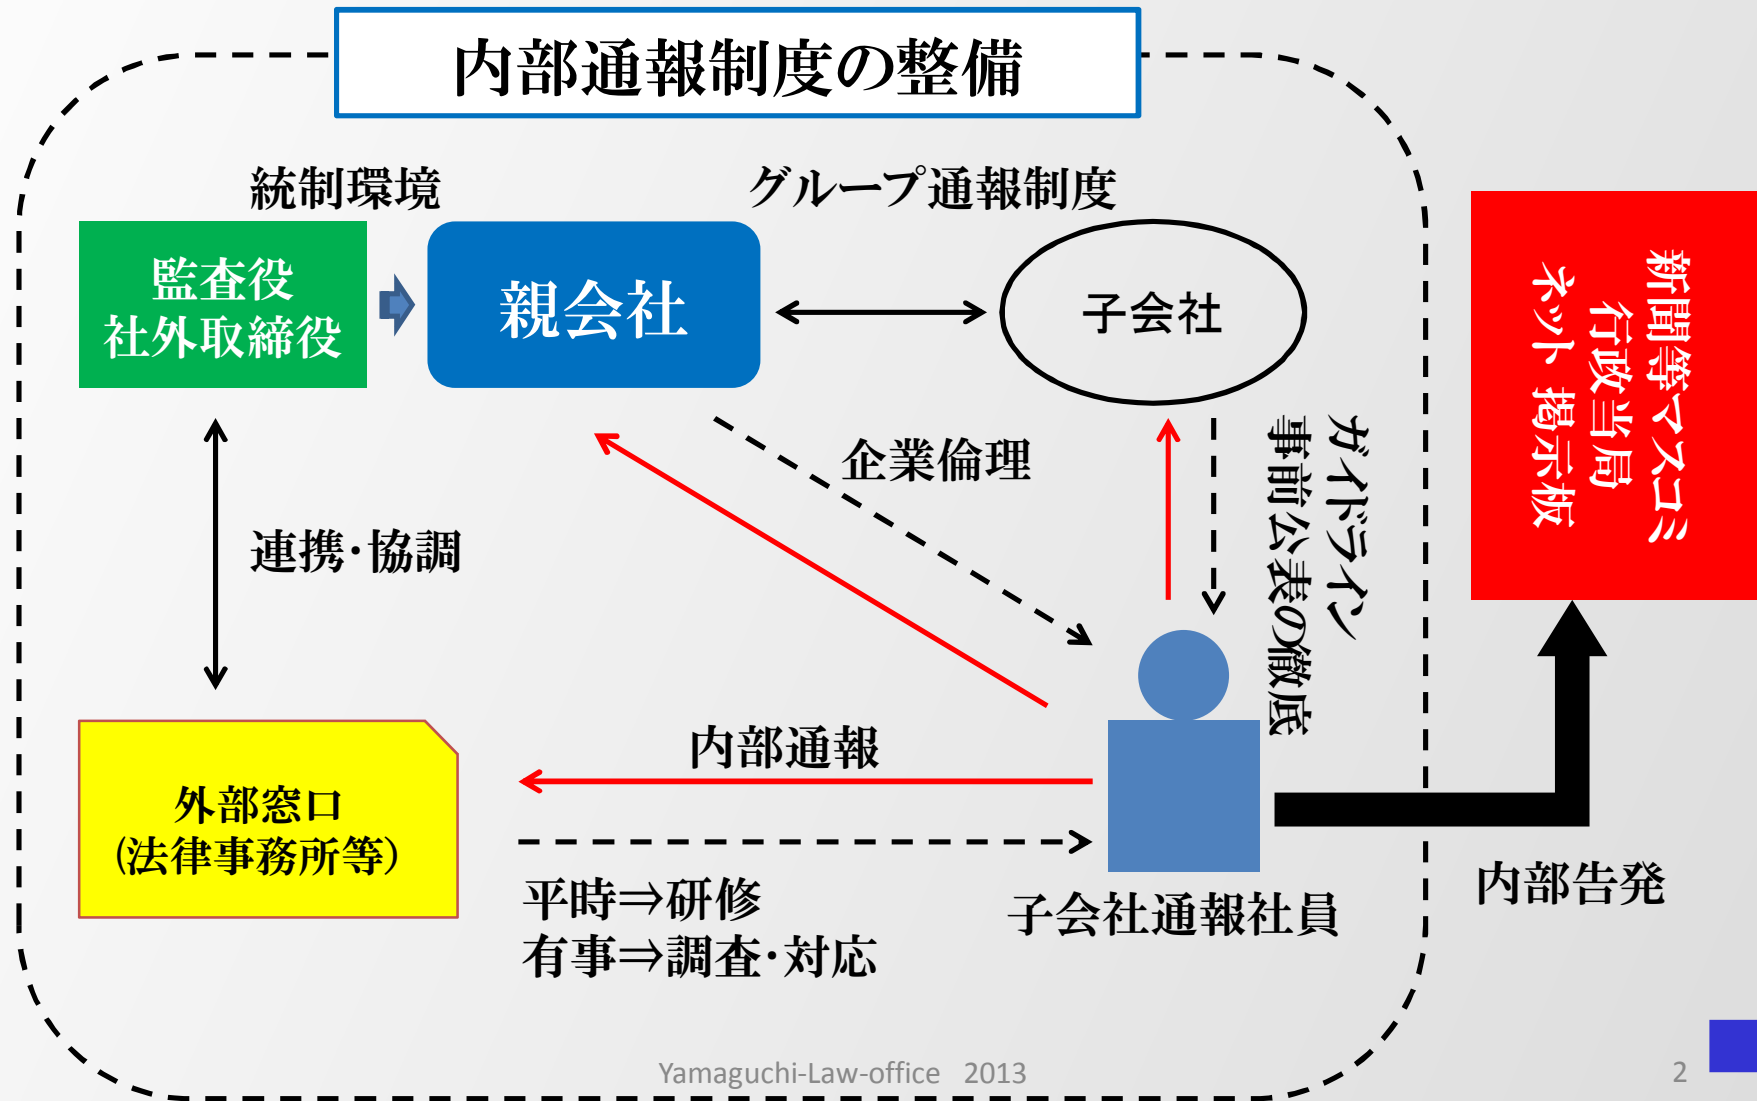 内部通報制度の整備
統制環境
グループ通報制度
監査役
社外取締役
親会社
子会社
新聞等マスコミ
行政当局
ネット 掲示板
企業倫理
ガイドライン
事前公表の徹底
連携・協調
内部通報
外部窓口
(法律事務所等)
平時⇒研修
有事⇒調査・対応
子会社通報社員
内部告発
Yamaguchi-Law-office 2013
2